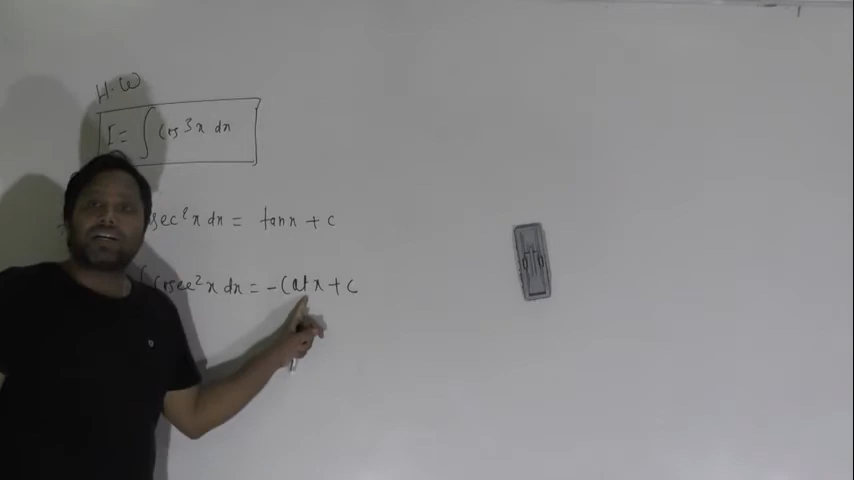 H.W
I = ∫ Cos 3x dx
sec²x dx = tanx + c
∫ Cosec²x dx = - Cotx + c